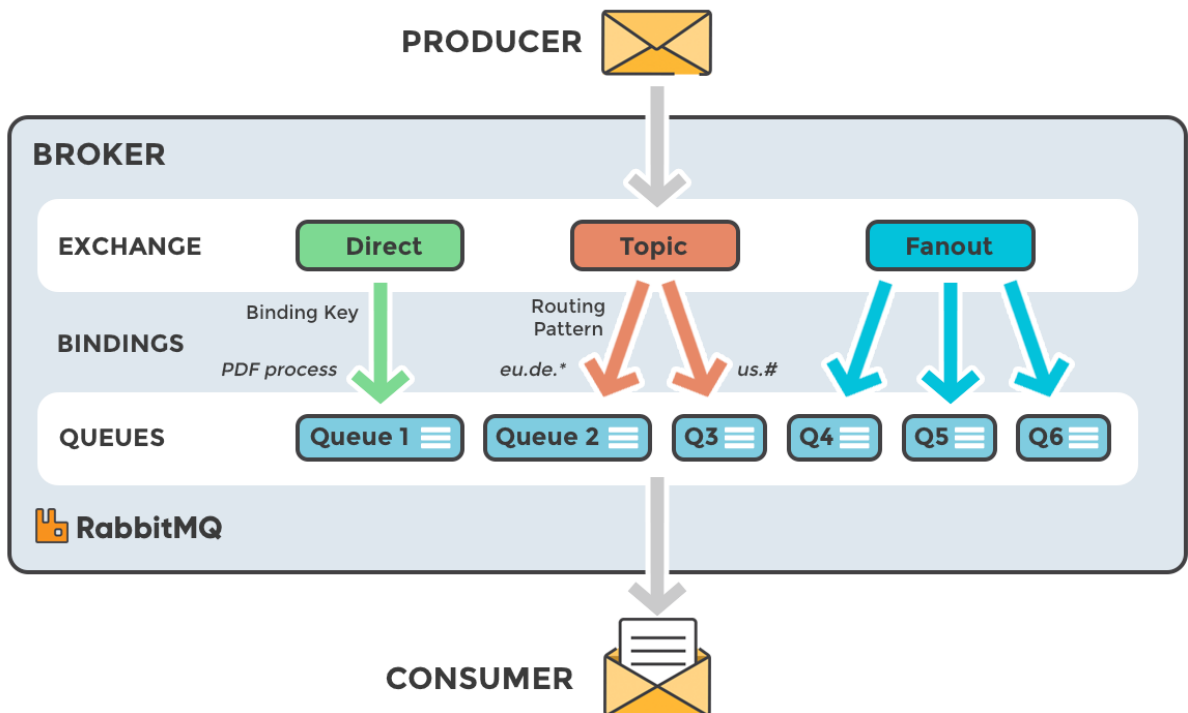 PRODUCER
BROKER
EXCHANGE
Direct
Topic
Fanout
Binding Key
Routing
Pattern
BINDINGS
PDF process
eu.de.*
us.#
QUEUES
Queue 1
Queue 2
Q3
Q4
Q5
Q6
RabbitMQ
CONSUMER